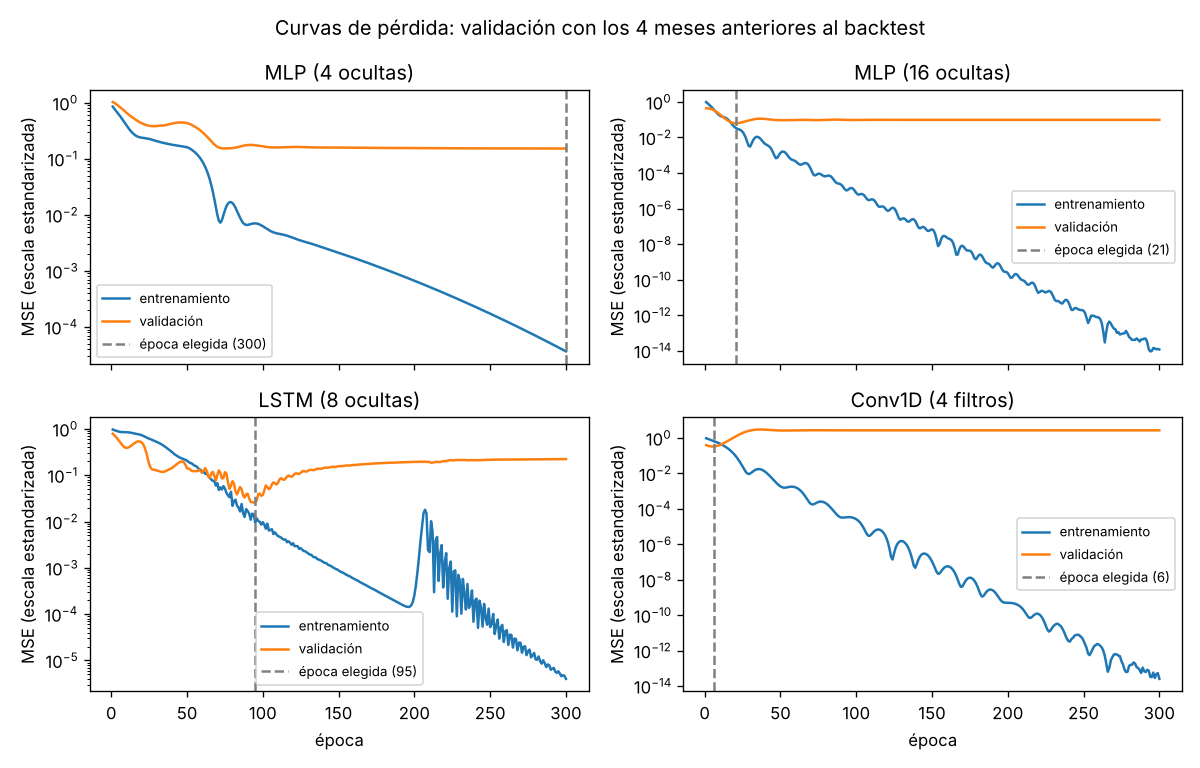 Curvas de pérdida: validación con los 4 meses anteriores al backtest
MLP (4 ocultas)
MSE (escala estandarizada)
10^0
10^-1
10^-2
10^-3
10^-4
entrenamiento
validación
época elegida (300)
MLP (16 ocultas)
MSE (escala estandarizada)
10^0
10^-2
10^-4
10^-6
10^-8
10^-10
10^-12
10^-14
entrenamiento
validación
época elegida (21)
LSTM (8 ocultas)
MSE (escala estandarizada)
10^0
10^-1
10^-2
10^-3
10^-4
10^-5
entrenamiento
validación
época elegida (95)
0 50 100 150 200 250 300
época
Conv1D (4 filtros)
MSE (escala estandarizada)
10^0
10^-2
10^-4
10^-6
10^-8
10^-10
10^-12
10^-14
entrenamiento
validación
época elegida (6)
0 50 100 150 200 250 300
época